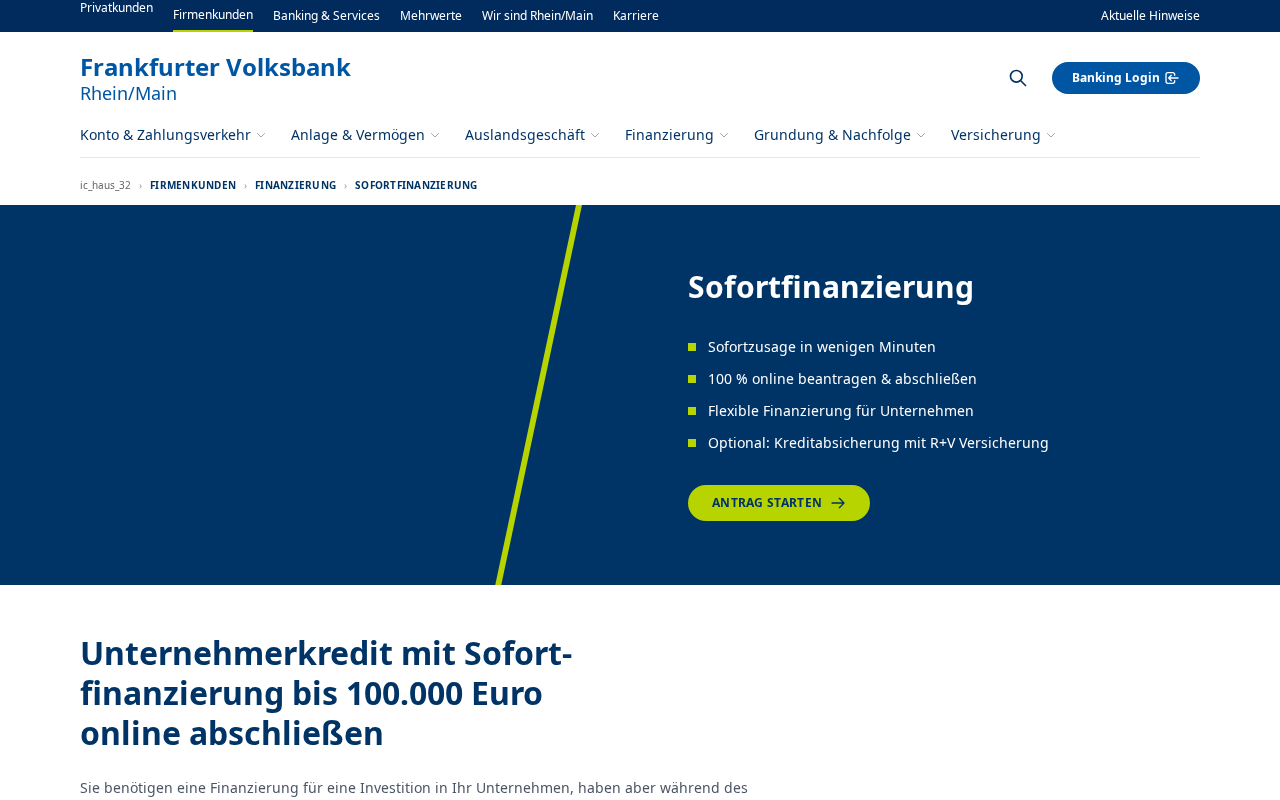 Privatkunden
Firmenkunden
Banking & Services
Mehrwerte
Wir sind Rhein/Main
Karriere
Aktuelle Hinweise
Frankfurter Volksbank
Rhein/Main
Banking Login
Konto & Zahlungsverkehr
Anlage & Vermögen
Auslandsgeschäft
Finanzierung
Grundung & Nachfolge
Versicherung
ic_haus_32 › FIRMENKUNDEN › FINANZIERUNG › SOFORTFINANZIERUNG
Sofortfinanzierung
Sofortzusage in wenigen Minuten
100 % online beantragen & abschließen
Flexible Finanzierung für Unternehmen
Optional: Kreditabsicherung mit R+V Versicherung
ANTRAG STARTEN
Unternehmerkredit mit Sofort-
finanzierung bis 100.000 Euro
online abschließen
Sie benötigen eine Finanzierung für eine Investition in Ihr Unternehmen, haben aber während des